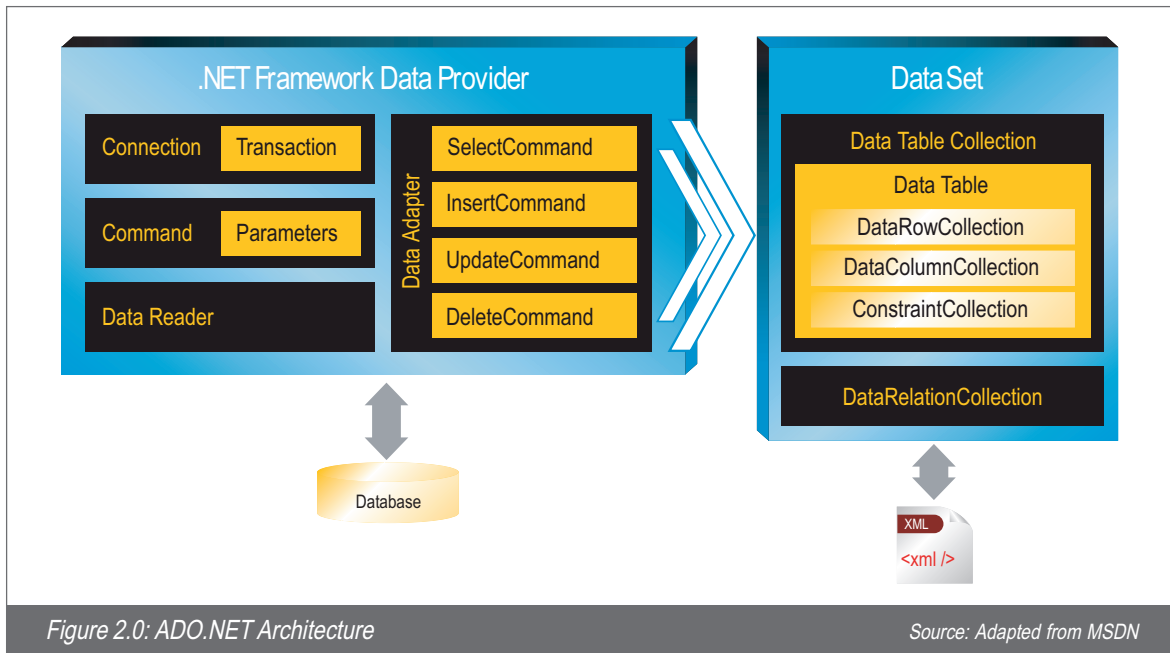 .NET Framework Data Provider
Connection
Transaction
Command
Parameters
Data Reader
Data Adapter
SelectCommand
InsertCommand
UpdateCommand
DeleteCommand
Database
Data Set
Data Table Collection
Data Table
DataRowCollection
DataColumnCollection
ConstraintCollection
DataRelationCollection
XML
<xml />
Figure 2.0: ADO.NET Architecture
Source: Adapted from MSDN